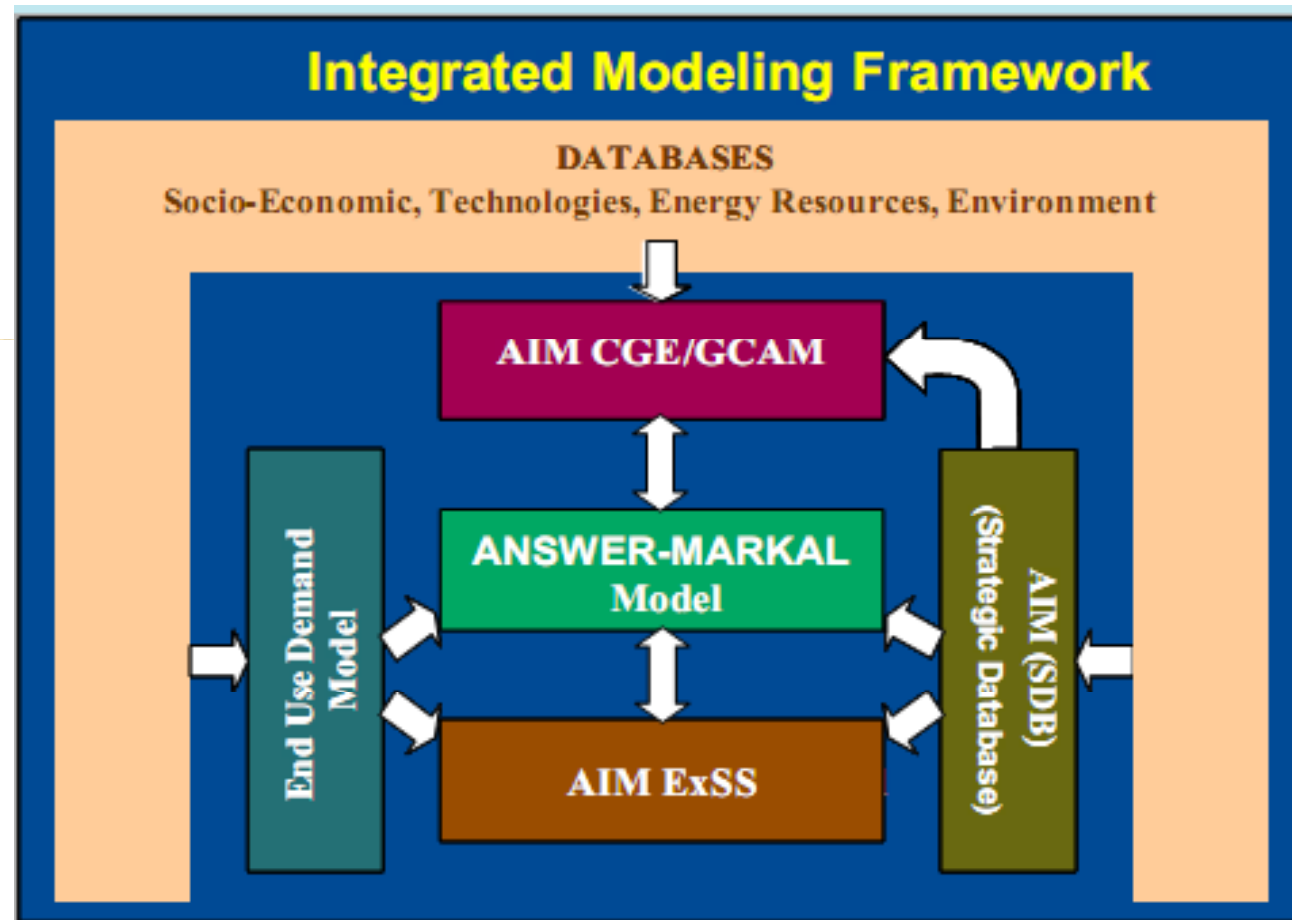 Integrated Modeling Framework
DATABASES
Socio-Economic, Technologies, Energy Resources, Environment
AIM CGE/GCAM
End Use Demand
Model
ANSWER-MARKAL
Model
AIM (SDB)
(Strategic Database)
AIM ExSS